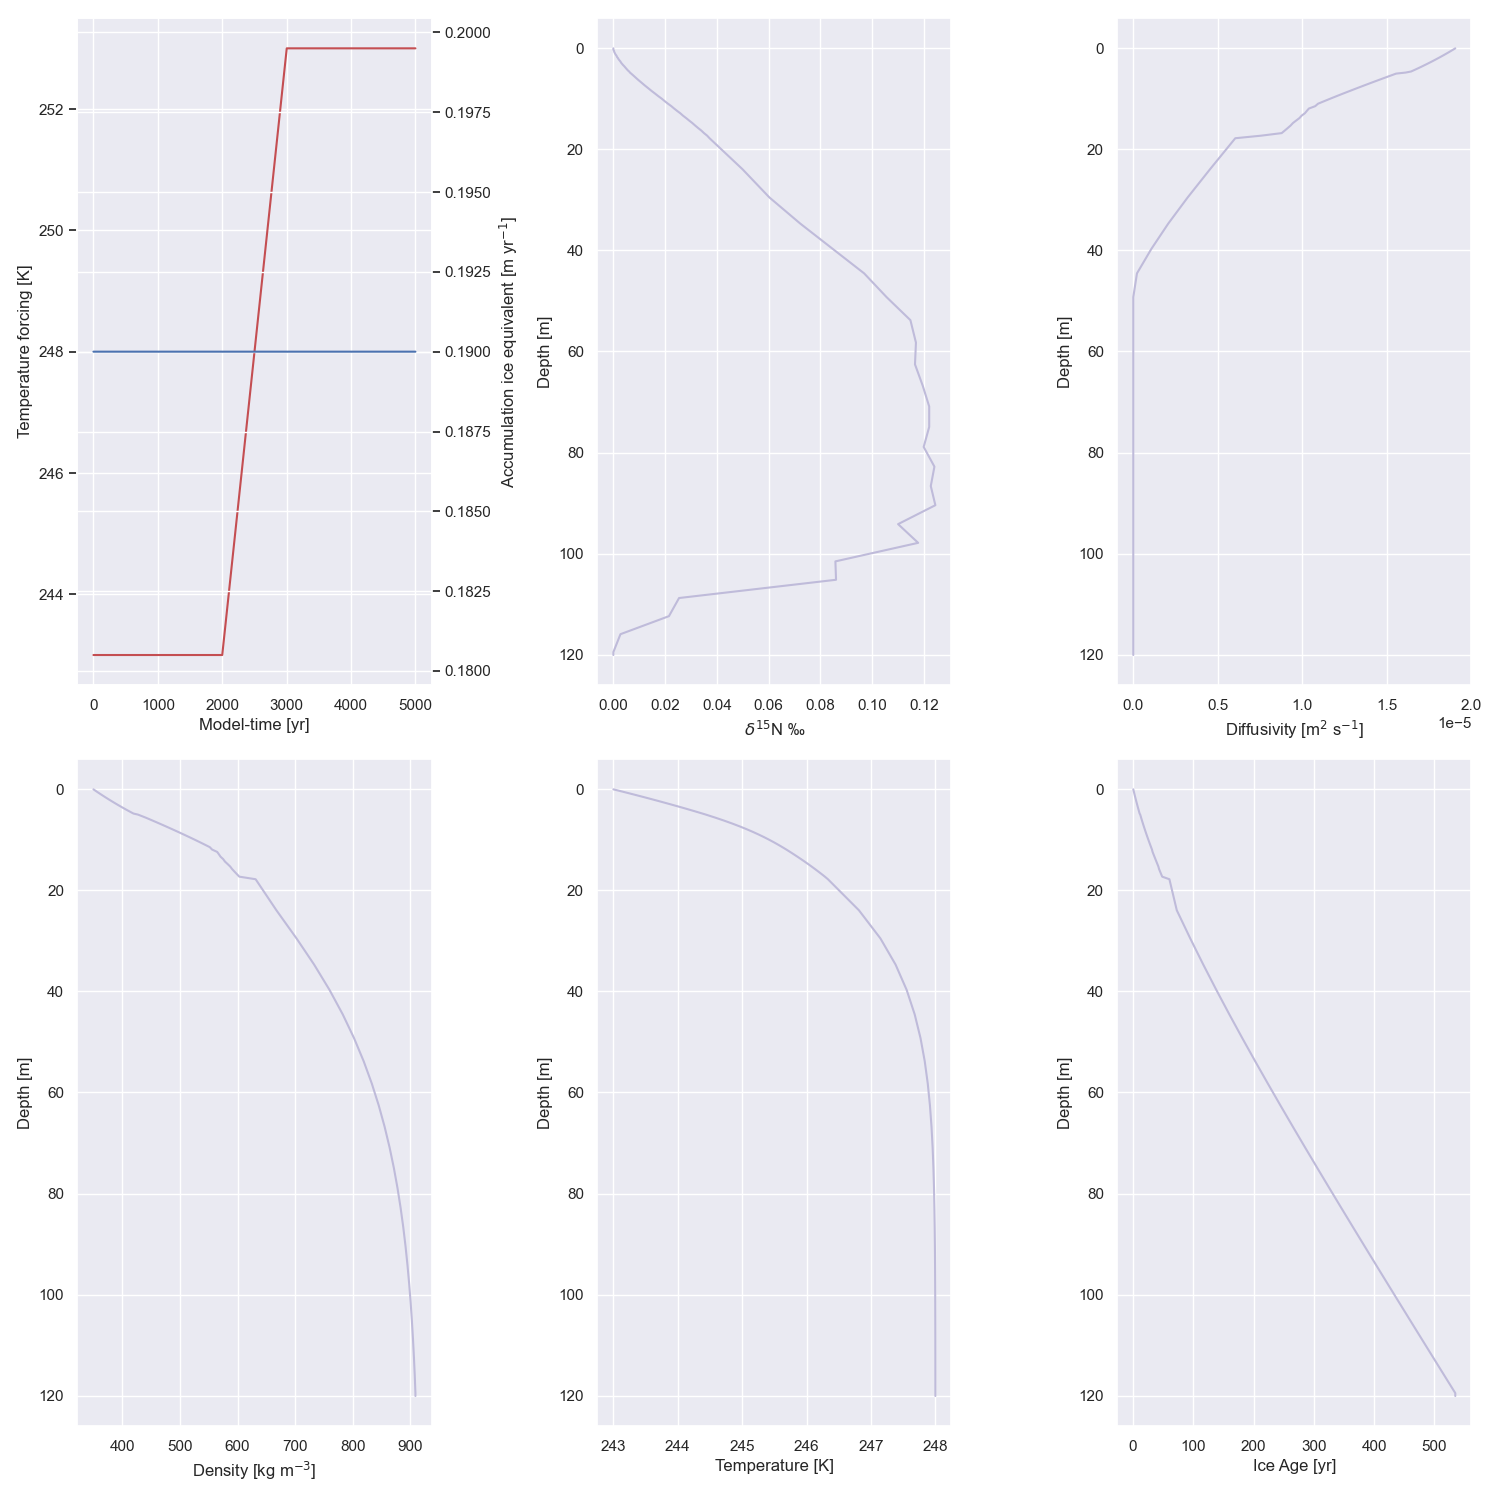 Temperature forcing [K]
252
250
248
246
244
0.2000
0.1975
0.1950
0.1925
0.1900
0.1875
0.1850
0.1825
0.1800
Accumulation ice equivalent [m yr⁻¹]
0 1000 2000 3000 4000 5000
Model-time [yr]
Depth [m]
0
20
40
60
80
100
120
0.00 0.02 0.04 0.06 0.08 0.10 0.12
δ¹⁵N ‰
Depth [m]
0
20
40
60
80
100
120
0.0 0.5 1.0 1.5 2.0
1e−5
Diffusivity [m² s⁻¹]
Depth [m]
0
20
40
60
80
100
120
400 500 600 700 800 900
Density [kg m⁻³]
Depth [m]
0
20
40
60
80
100
120
243 244 245 246 247 248
Temperature [K]
Depth [m]
0
20
40
60
80
100
120
0 100 200 300 400 500
Ice Age [yr]